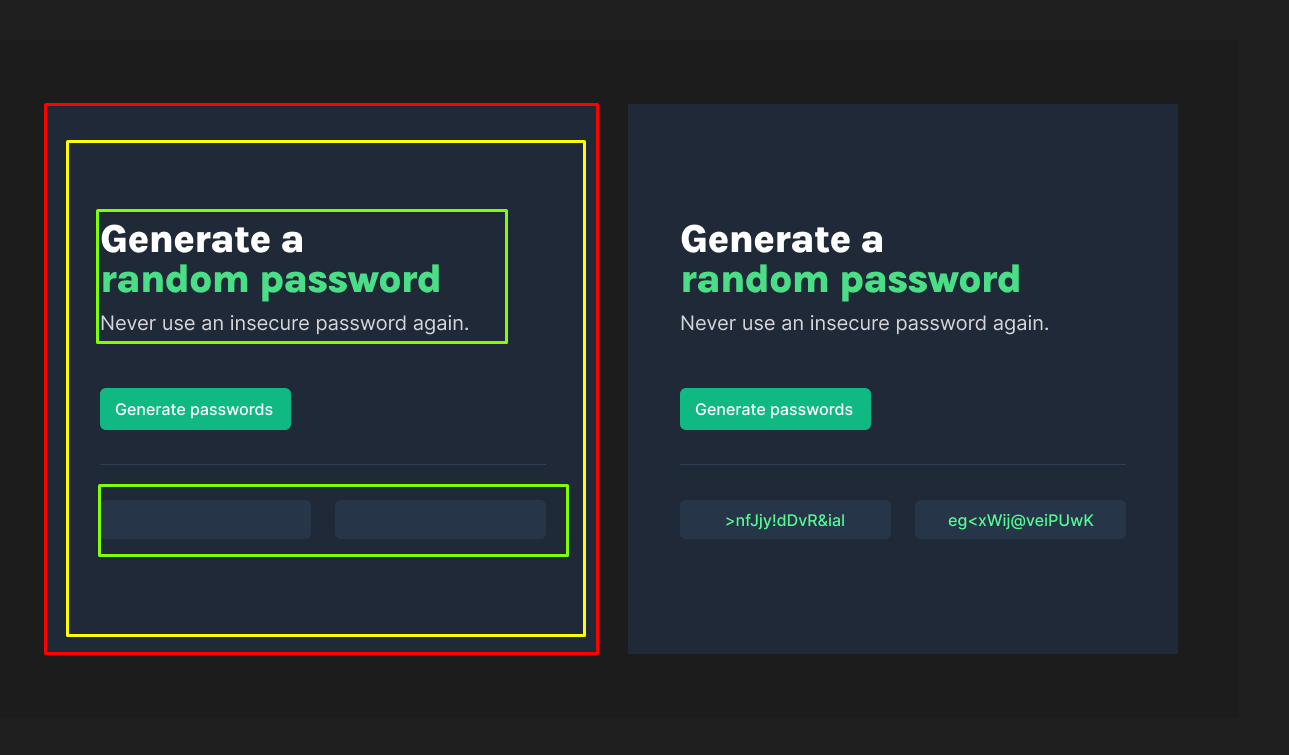 Generate a
random password
Never use an insecure password again.
Generate passwords
Generate a
random password
Never use an insecure password again.
Generate passwords
>nfJjy!dDvR&ial
eg<xWij@veiPUwK